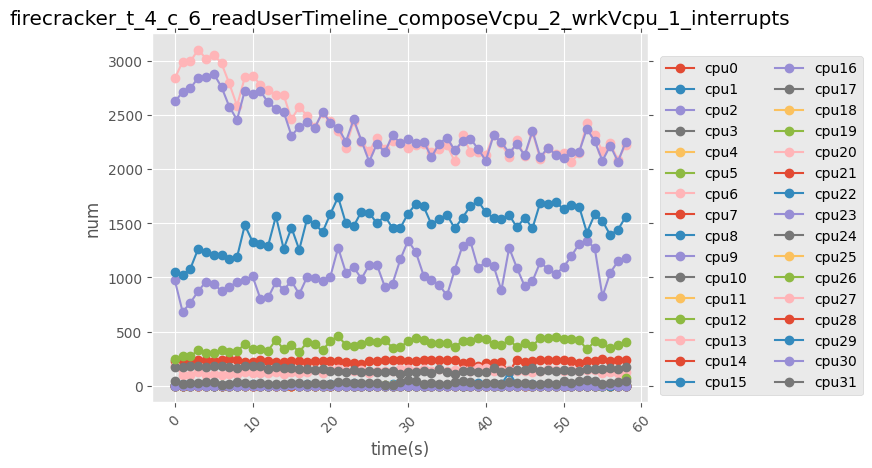 firecracker_t_4_c_6_readUserTimeline_composeVcpu_2_wrkVcpu_1_interrupts
3000
2500
2000
1500
1000
500
0
num
0 10 20 30 40 50 60
time(s)
cpu0 cpu16
cpu1 cpu17
cpu2 cpu18
cpu3 cpu19
cpu4 cpu20
cpu5 cpu21
cpu6 cpu22
cpu7 cpu23
cpu8 cpu24
cpu9 cpu25
cpu10 cpu26
cpu11 cpu27
cpu12 cpu28
cpu13 cpu29
cpu14 cpu30
cpu15 cpu31